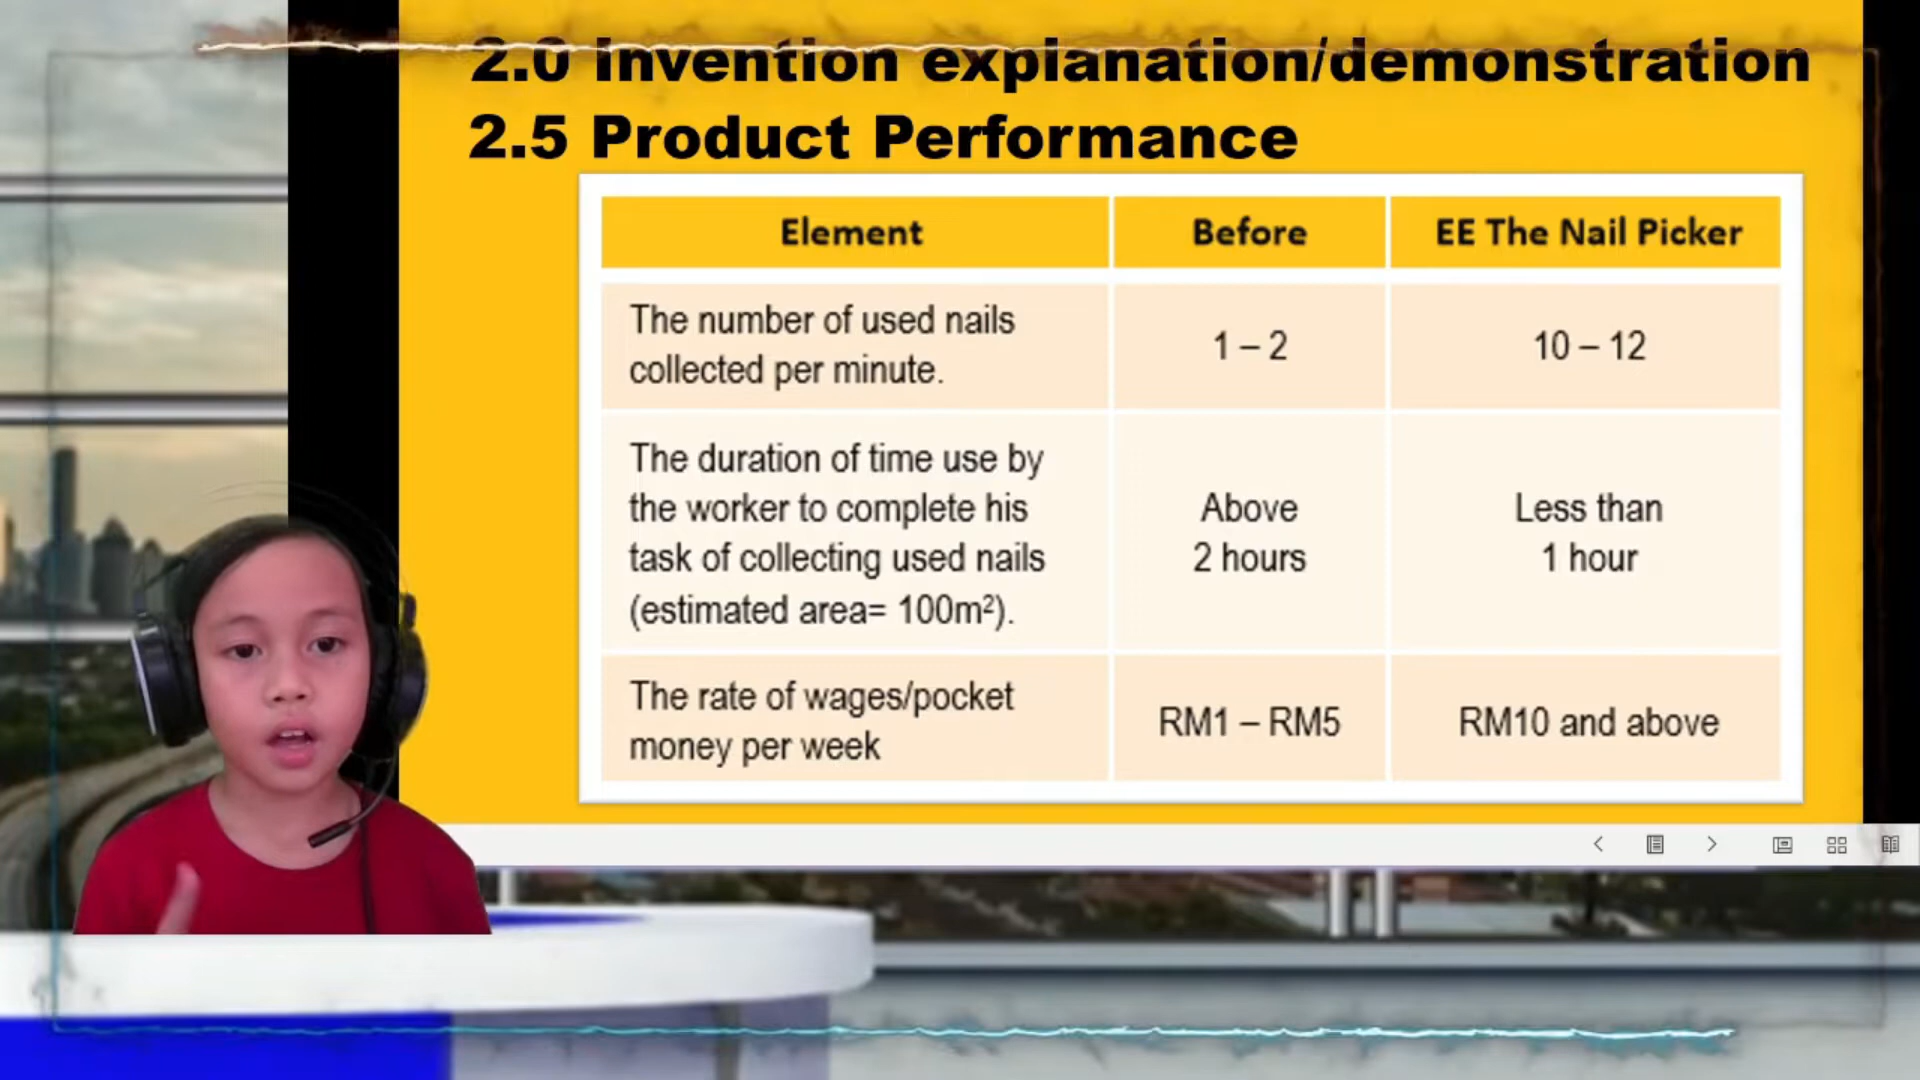 2.0 Invention explanation/demonstration
2.5 Product Performance
Element
Before
EE The Nail Picker
The number of used nails
collected per minute.
1 – 2
10 – 12
The duration of time use by
the worker to complete his
task of collecting used nails
(estimated area= 100m²).
Above
2 hours
Less than
1 hour
The rate of wages/pocket
money per week
RM1 – RM5
RM10 and above